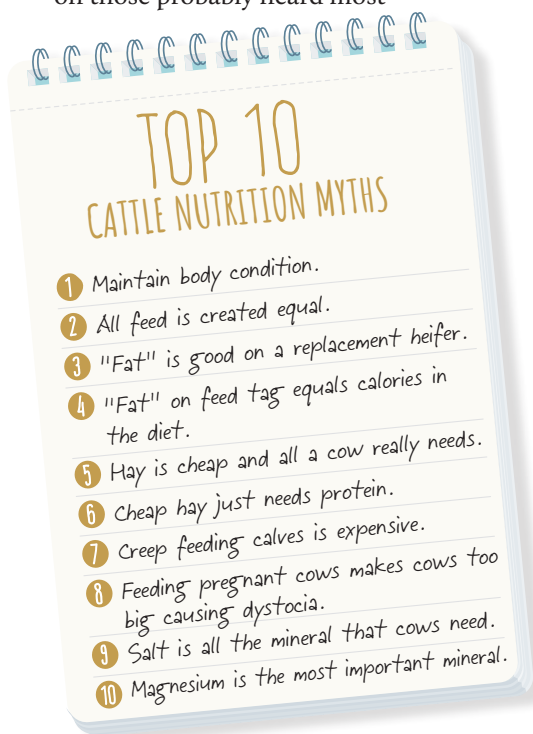 on those probably heard most
TOP 10
CATTLE NUTRITION MYTHS
1 Maintain body condition.
2 All feed is created equal.
3 "Fat" is good on a replacement heifer.
4 "Fat" on feed tag equals calories in
the diet.
5 Hay is cheap and all a cow really needs.
6 Cheap hay just needs protein.
7 Creep feeding calves is expensive.
8 Feeding pregnant cows makes cows too
big causing dystocia.
9 Salt is all the mineral that cows need.
10 Magnesium is the most important mineral.